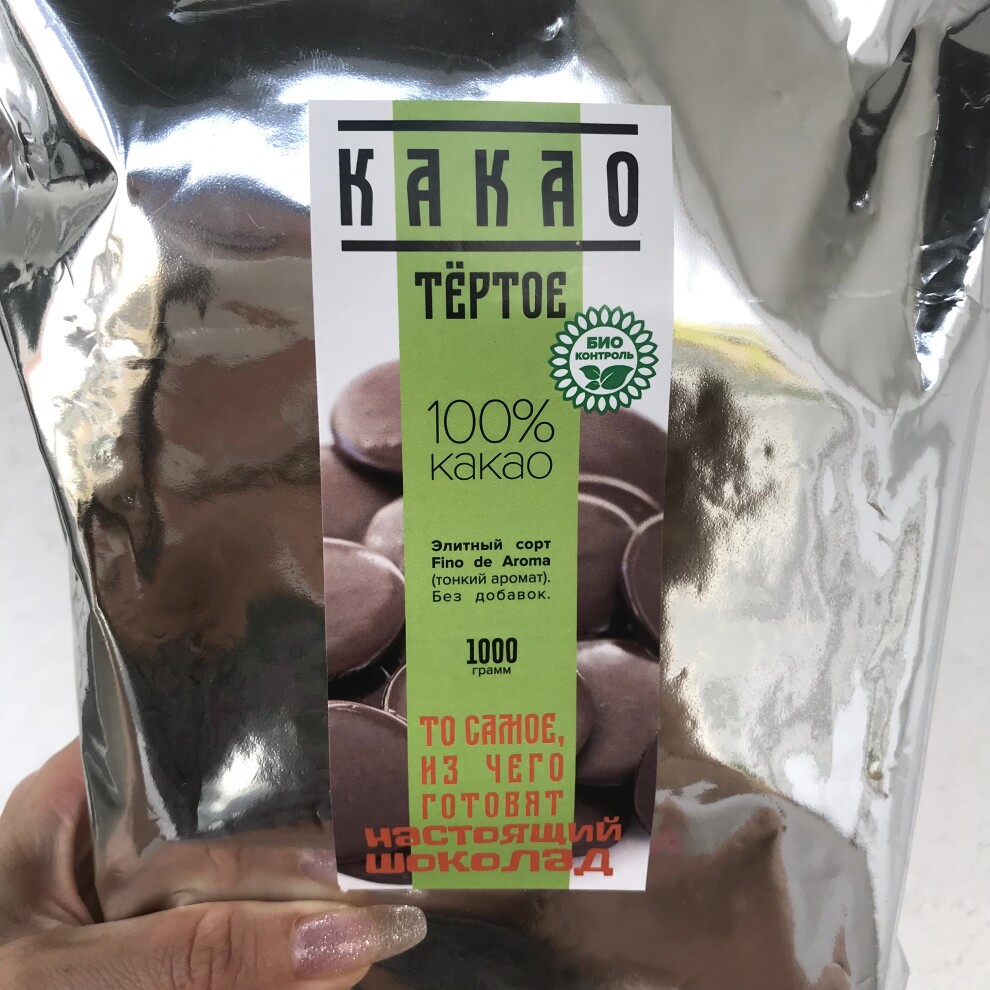 КАКАО
ТЁРТОЕ
БИО
КОНТРОЛЬ
100%
какао
Элитный сорт
Fino de Aroma
(тонкий аромат).
Без добавок.
1000
грамм
ТО САМОЕ,
ИЗ ЧЕГО
ГОТОВЯТ
настоящий
шоколад